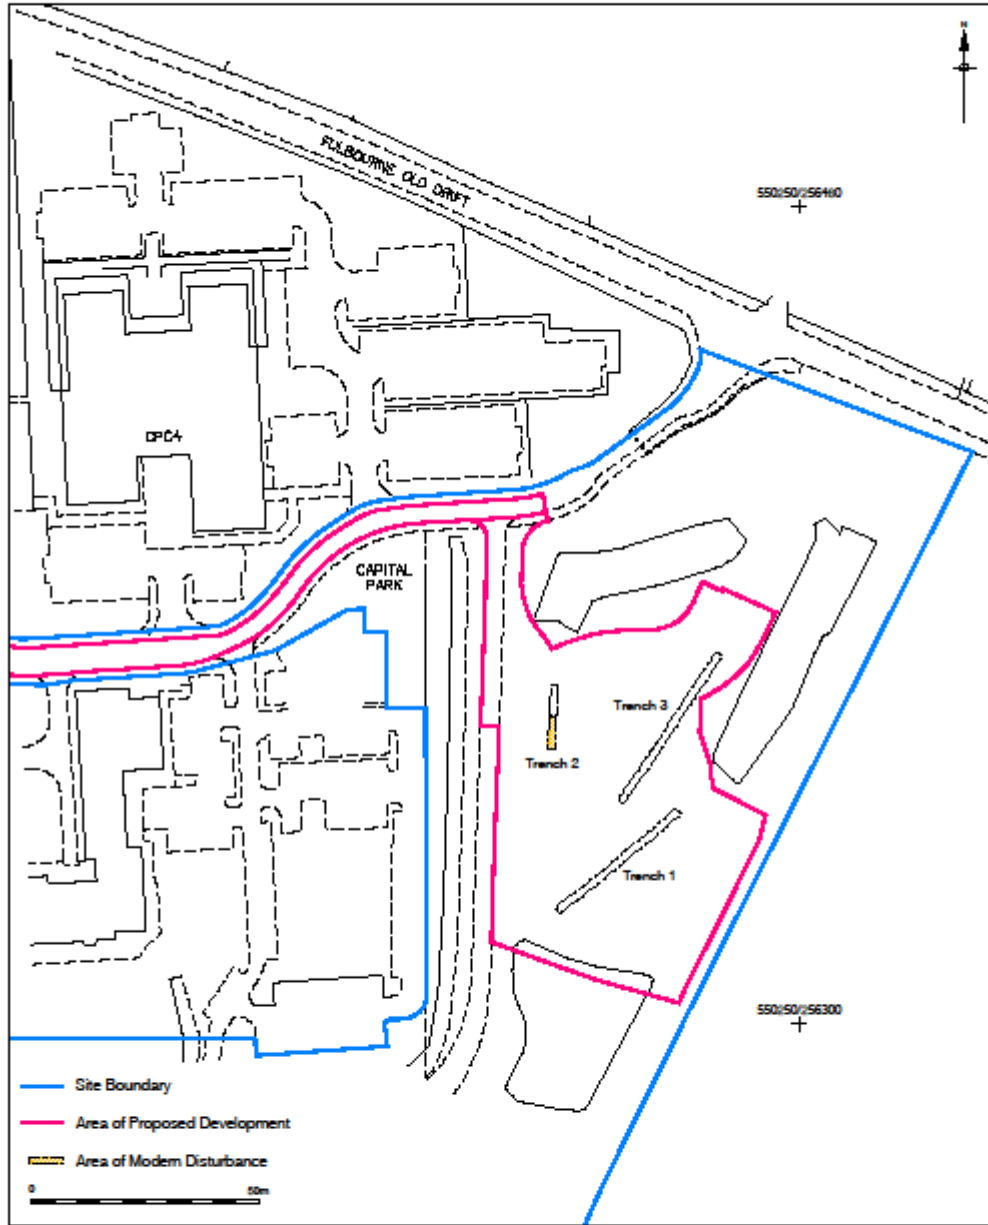 N
FULBOURNE OLD DRIFT
550250/256460
CPC4
CAPITAL
PARK
Trench 3
Trench 2
Trench 1
550250/256300
Site Boundary
Area of Proposed Development
Area of Modern Disturbance
0
50m